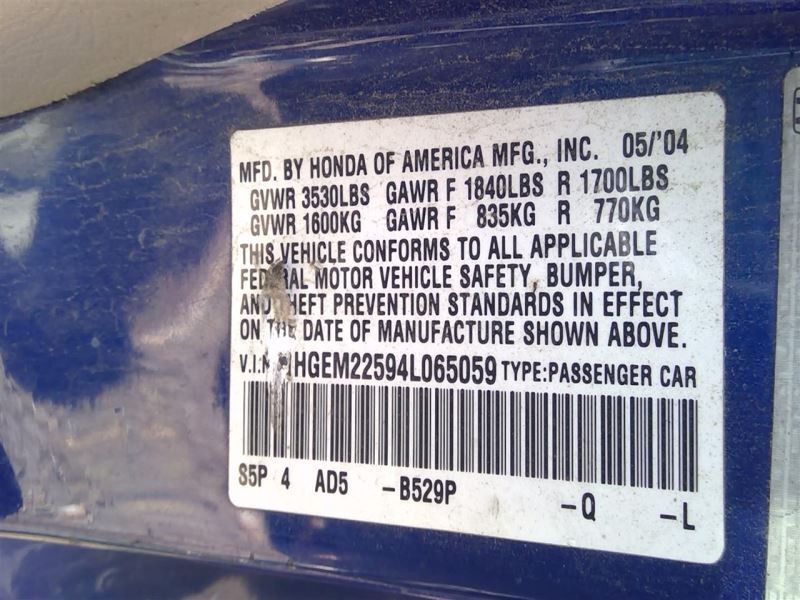 MFD. BY HONDA OF AMERICA MFG., INC. 05/'04
GVWR 3530LBS GAWR F 1840LBS R 1700LBS
GVWR 1600KG GAWR F 835KG R 770KG
THIS VEHICLE CONFORMS TO ALL APPLICABLE
FEDERAL MOTOR VEHICLE SAFETY, BUMPER,
AND THEFT PREVENTION STANDARDS IN EFFECT
ON THE DATE OF MANUFACTURE SHOWN ABOVE.
V.I.N. HGEM22594L065059 TYPE:PASSENGER CAR
S5P 4 AD5 -B529P -Q -L